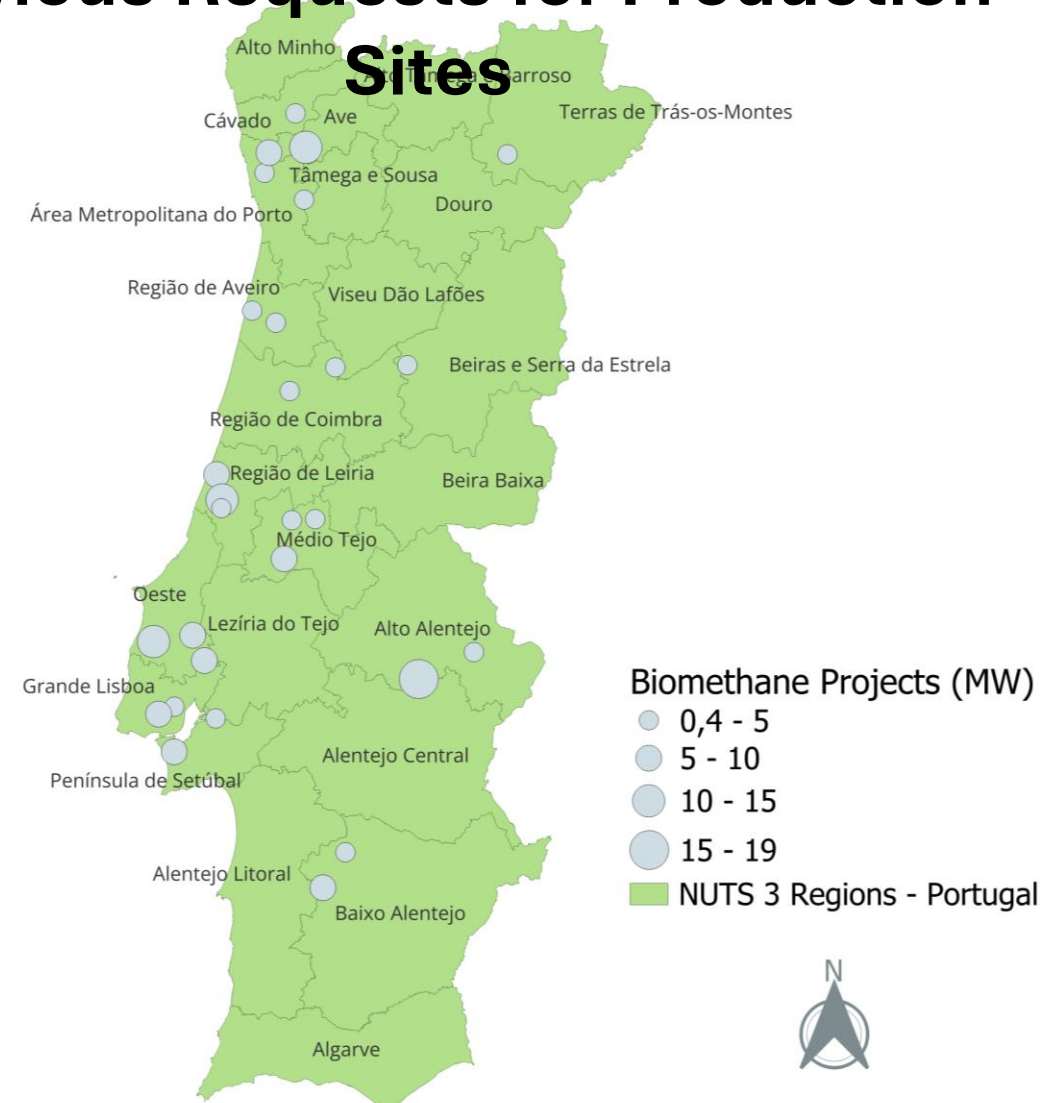 Requests for Production
Sites
Alto Minho
Terras de Trás-os-Montes
Cávado
Ave
Tâmega e Sousa
Douro
Área Metropolitana do Porto
Região de Aveiro
Viseu Dão Lafões
Beiras e Serra da Estrela
Região de Coimbra
Região de Leiria
Beira Baixa
Médio Tejo
Oeste
Lezíria do Tejo
Alto Alentejo
Grande Lisboa
Alentejo Central
Península de Setúbal
Alentejo Litoral
Baixo Alentejo
Algarve
Biomethane Projects (MW)
0,4 - 5
5 - 10
10 - 15
15 - 19
NUTS 3 Regions - Portugal
N